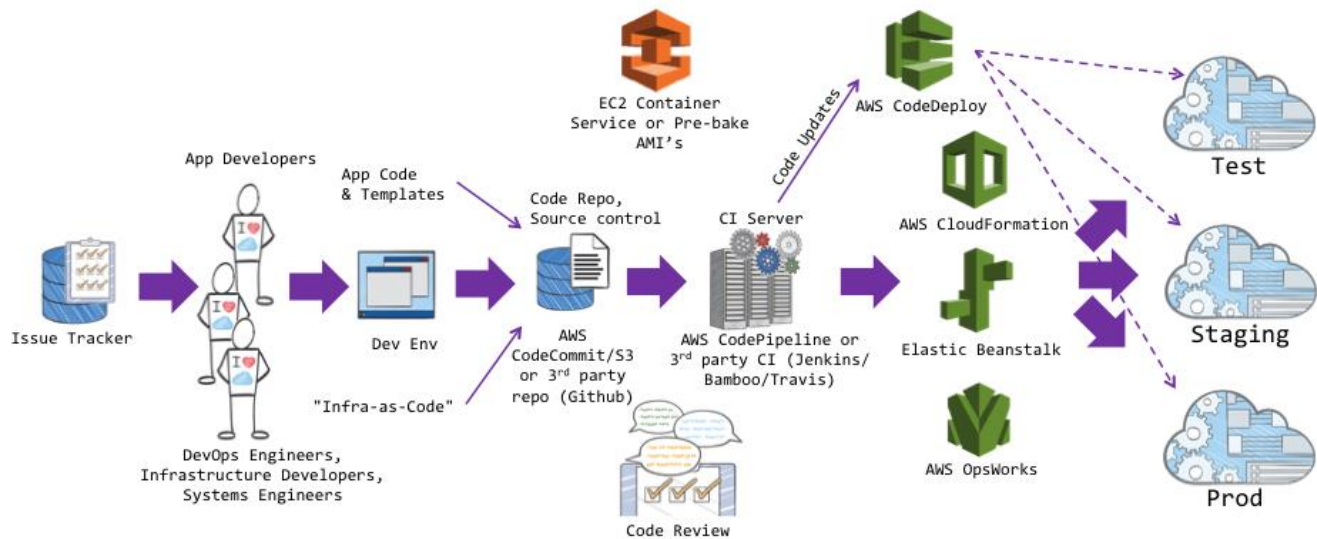 EC2 Container
Service or Pre-bake
AMI's
AWS CodeDeploy
Code Updates
Test
App Developers
I
I
I
App Code
& Templates
Code Repo,
Source control
CI Server
AWS CloudFormation
Issue Tracker
Dev Env
AWS
CodeCommit/S3
or 3rd party
repo (Github)
AWS CodePipeline or
3rd party CI (Jenkins/
Bamboo/Travis)
Elastic Beanstalk
Staging
"Infra-as-Code"
DevOps Engineers,
Infrastructure Developers,
Systems Engineers
Code Review
AWS OpsWorks
Prod